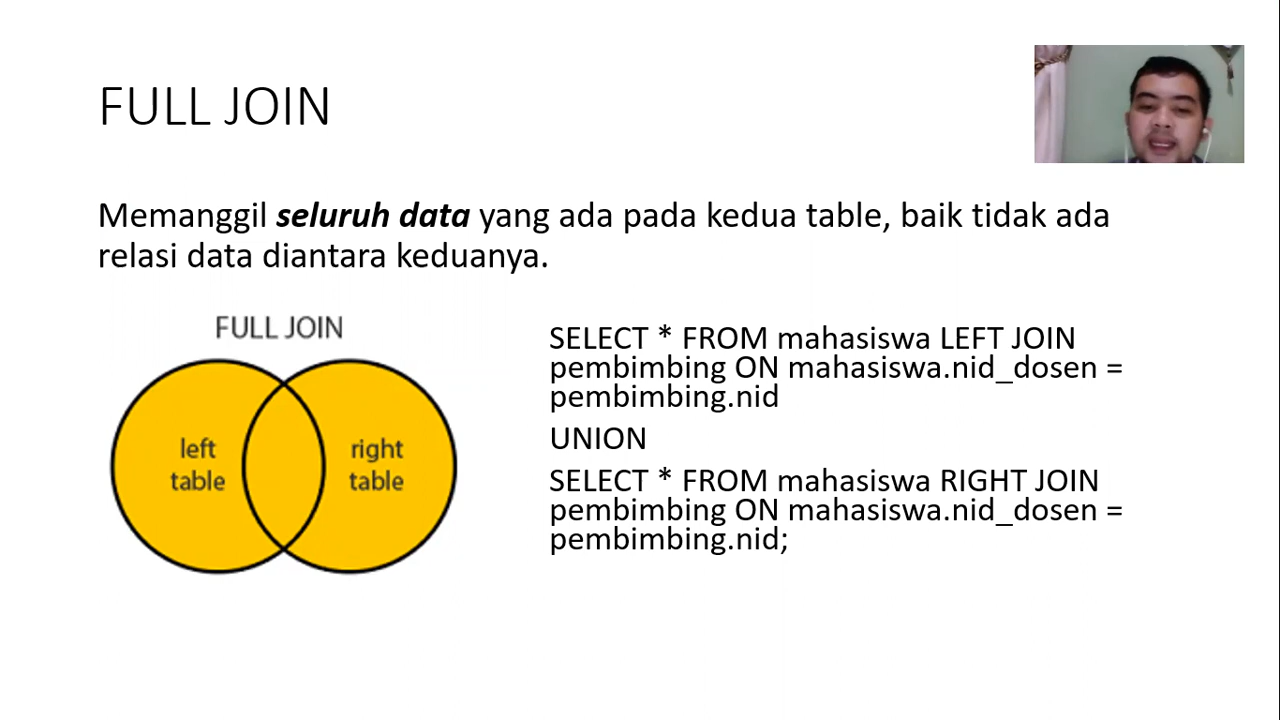 FULL JOIN
Memanggil seluruh data yang ada pada kedua table, baik tidak ada
relasi data diantara keduanya.
FULL JOIN
left
table
right
table
SELECT * FROM mahasiswa LEFT JOIN
pembimbing ON mahasiswa.nid_dosen =
pembimbing.nid
UNION
SELECT * FROM mahasiswa RIGHT JOIN
pembimbing ON mahasiswa.nid_dosen =
pembimbing.nid;